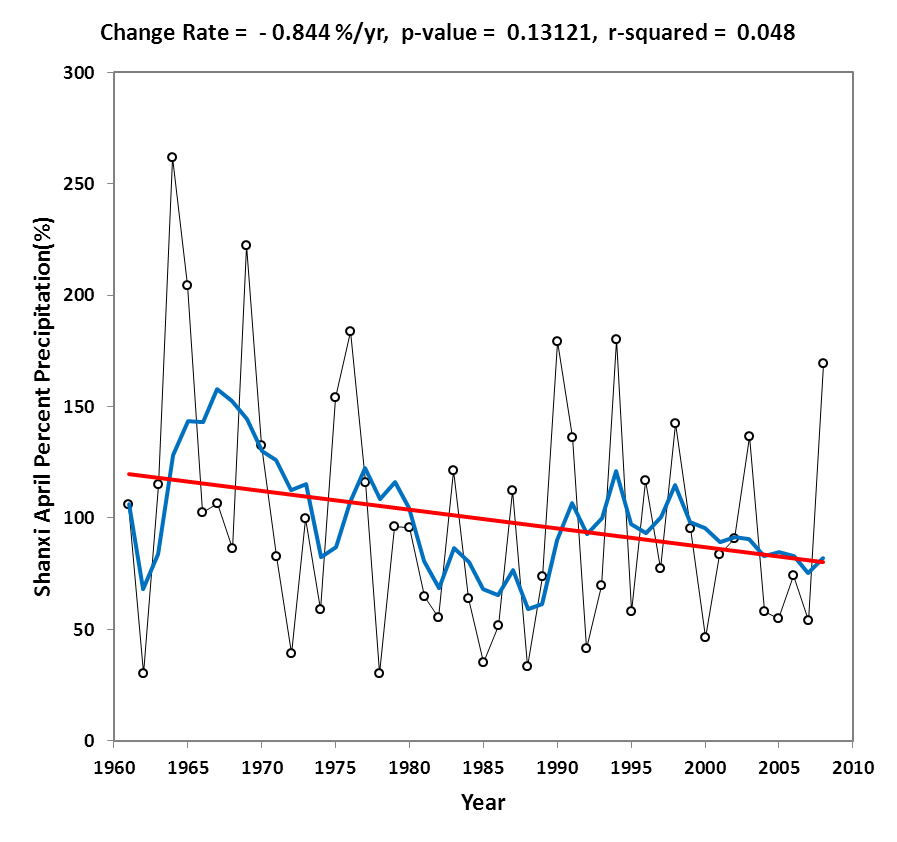 Change Rate = - 0.844 %/yr, p-value = 0.13121, r-squared = 0.048
300
250
200
150
100
50
0
Shanxi April Percent Precipitation(%)
1960 1965 1970 1975 1980 1985 1990 1995 2000 2005 2010
Year